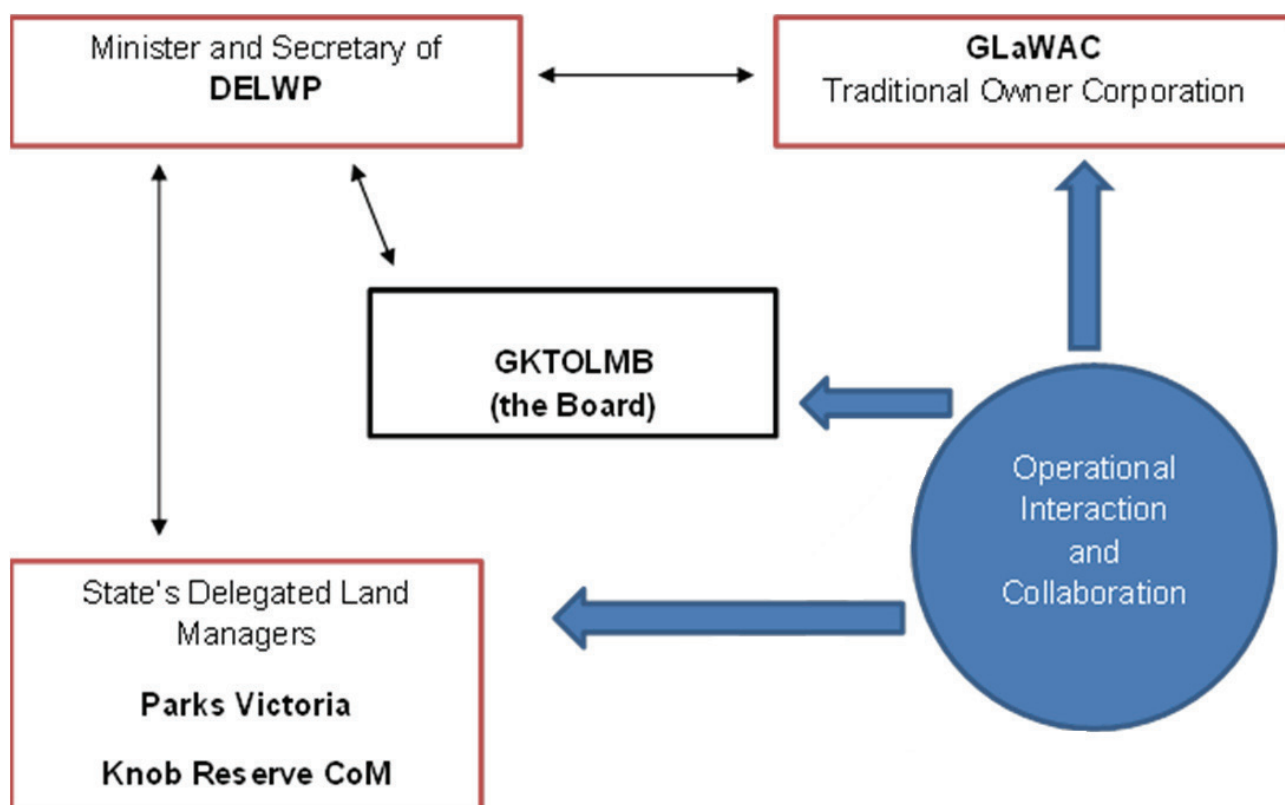 Minister and Secretary of
DELWP
GLaWAC
Traditional Owner Corporation
GKTOLMB
(the Board)
Operational
Interaction
and
Collaboration
State's Delegated Land
Managers
Parks Victoria
Knob Reserve CoM